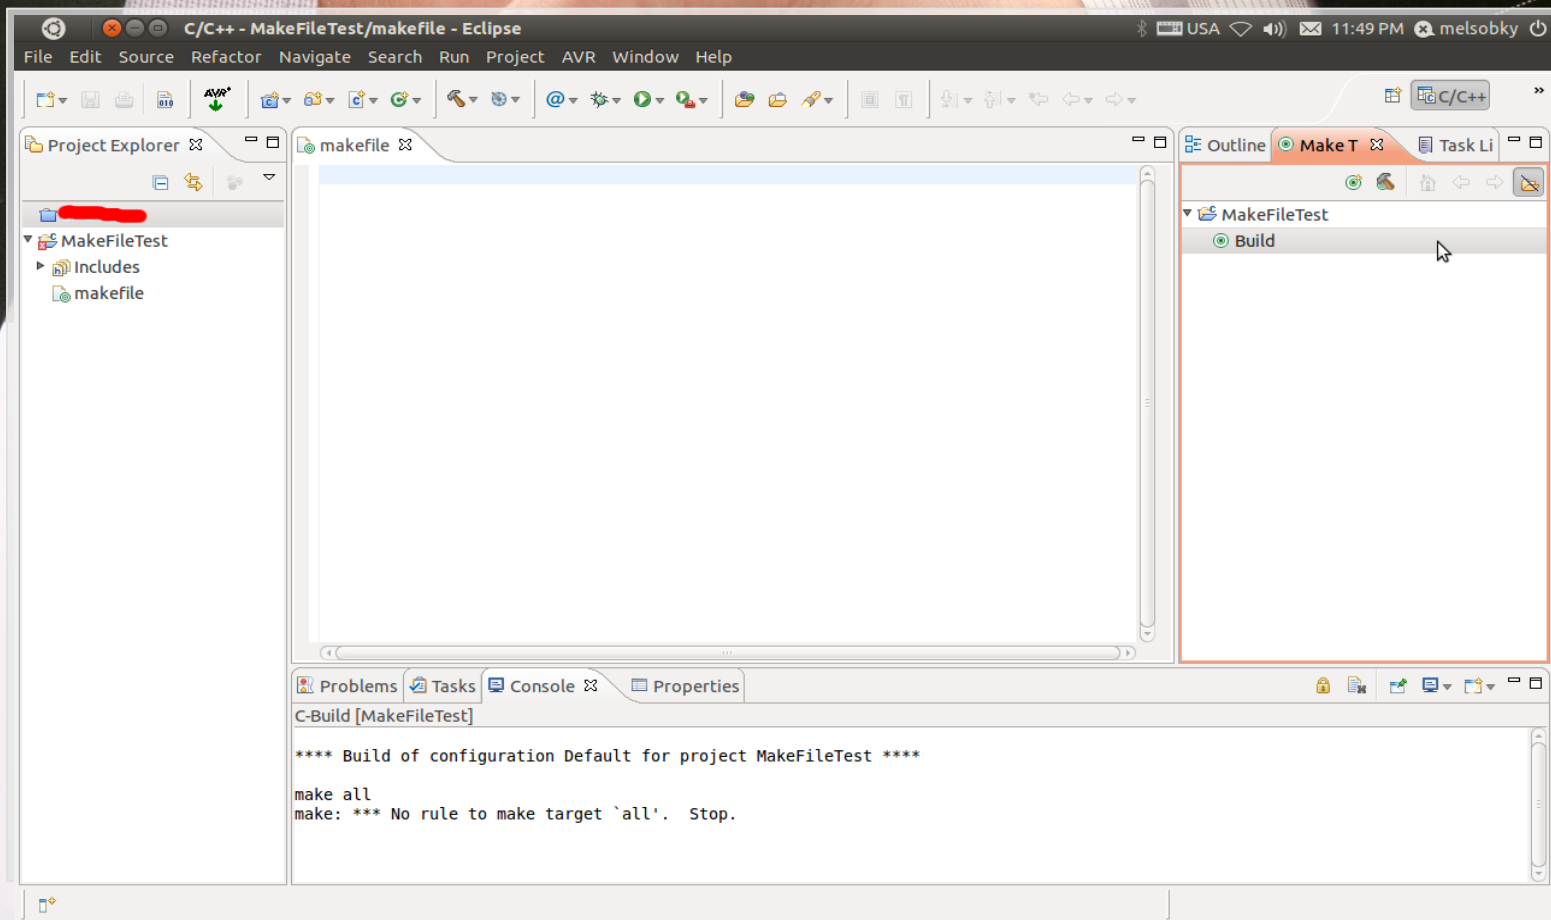 C/C++ - MakeFileTest/makefile - Eclipse
USA
11:49 PM
melsobky
File Edit Source Refactor Navigate Search Run Project AVR Window Help
010
AVR
C/C++
Project Explorer
makefile
Outline
Make T
Task Li
MakeFileTest
Includes
makefile
MakeFileTest
Build
Problems
Tasks
Console
Properties
C-Build [MakeFileTest]
**** Build of configuration Default for project MakeFileTest ****
make all
make: *** No rule to make target `all'.  Stop.